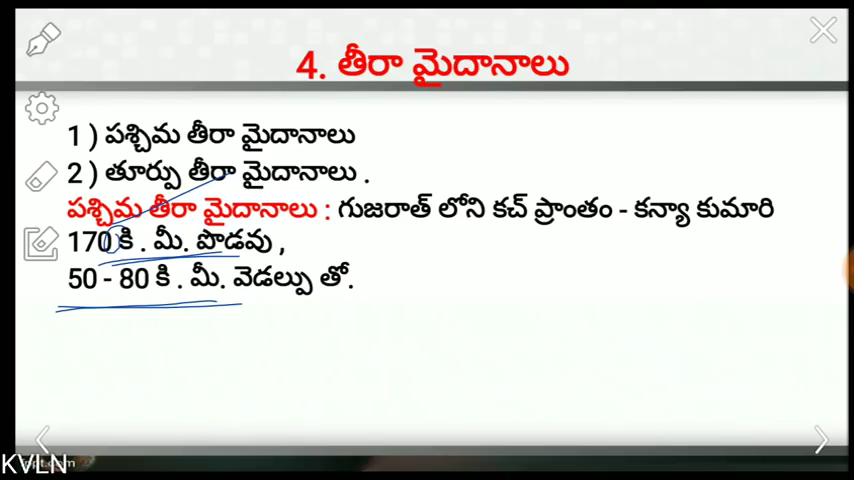 4. తీరా మైదానాలు
1 ) పశ్చిమ తీరా మైదానాలు
2 ) తూర్పు తీరా మైదానాలు .
పశ్చిమ తీరా మైదానాలు : గుజరాత్ లోని కచ్ ప్రాంతం - కన్యా కుమారి
170 కి . మీ. పొడవు ,
50 - 80 కి . మీ. వెడల్పు తో.
KVLN